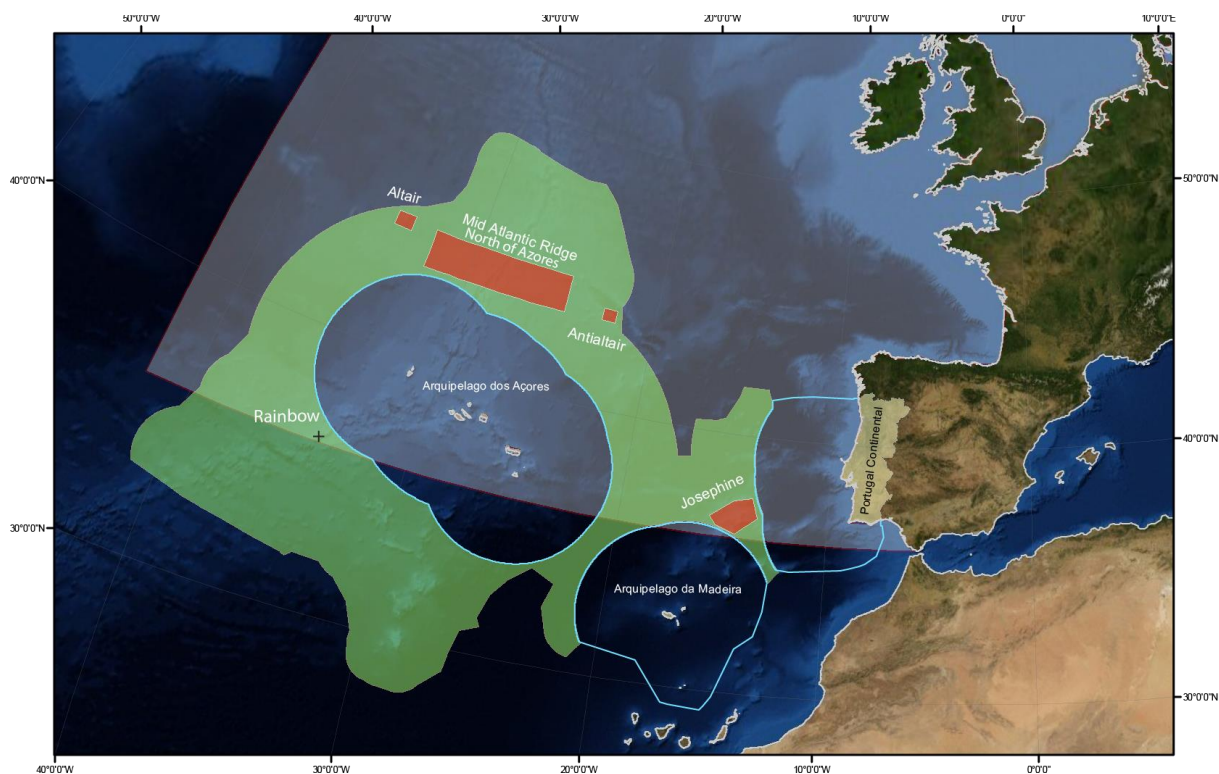 50°0'0"W
40°0'0"W
30°0'0"W
20°0'0"W
10°0'0"W
0°0'0"
10°0'0"E
40°0'0"N
50°0'0"N
Altair
Mid Atlantic Ridge
North of Azores
Antialtair
Arquipelago dos Açores
Rainbow
Portugal Continental
40°0'0"N
Josephine
30°0'0"N
Arquipelago da Madeira
30°0'0"N
40°0'0"W
30°0'0"W
20°0'0"W
10°0'0"W
0°0'0"